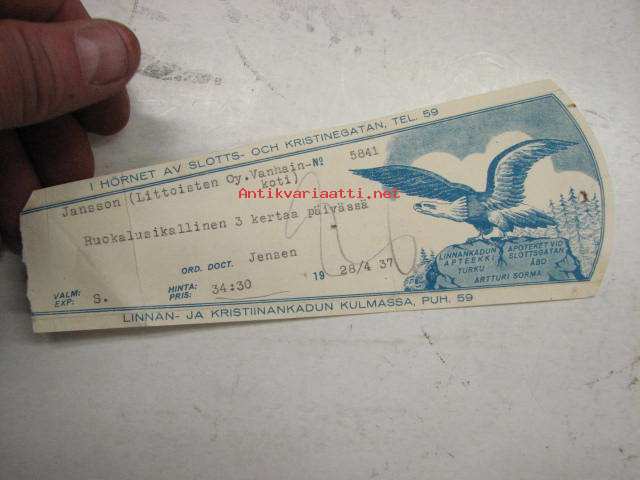 I HÖRNET AV SLOTTS- OCH KRISTINEGATAN, TEL. 59
Jansson (Littoisten Oy. Vanhain- No 5841
koti)
Antikvariaatti.net
Ruokalusikallinen 3 kertaa päivässä
ORD. DOCT. Jensen 19 28/4 37
VALM: S. HINTA: 34:30
EXP: PRIS:
LINNAN- JA KRISTIINANKADUN KULMASSA, PUH. 59
LINNANKADUN APOTEKET VID
APTEEKKI SLOTTSGATAN
TURKU ÅBO
ARTTURI SORMA